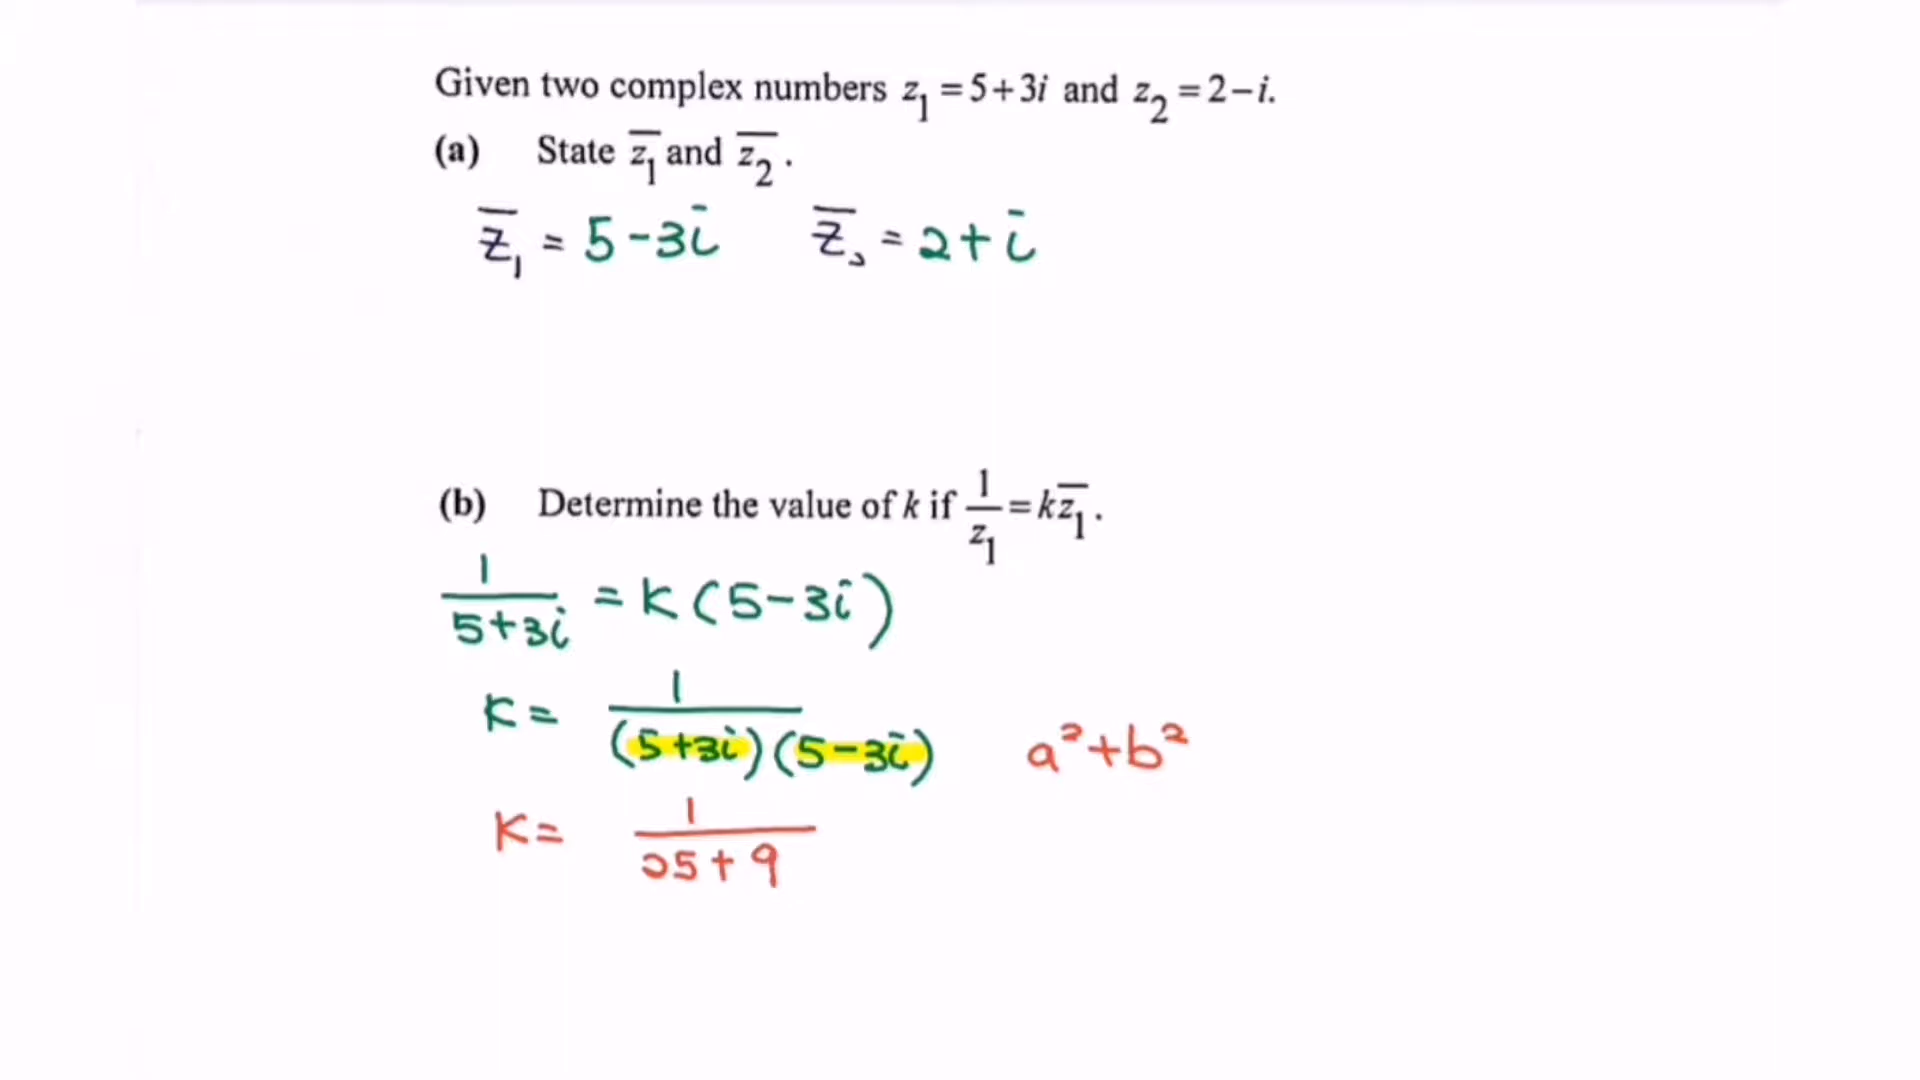 Given two complex numbers z₁ = 5+3i and z₂ = 2−i.
(a) State z̅₁ and z̅₂ .
z̅₁ = 5−3i z̅₂ = 2+i
(b) Determine the value of k if 1/z₁ = kz̅₁ .
1/(5+3i) = k(5−3i)
k = 1/((5+3i)(5−3i)) a²+b²
k = 1/(25+9)